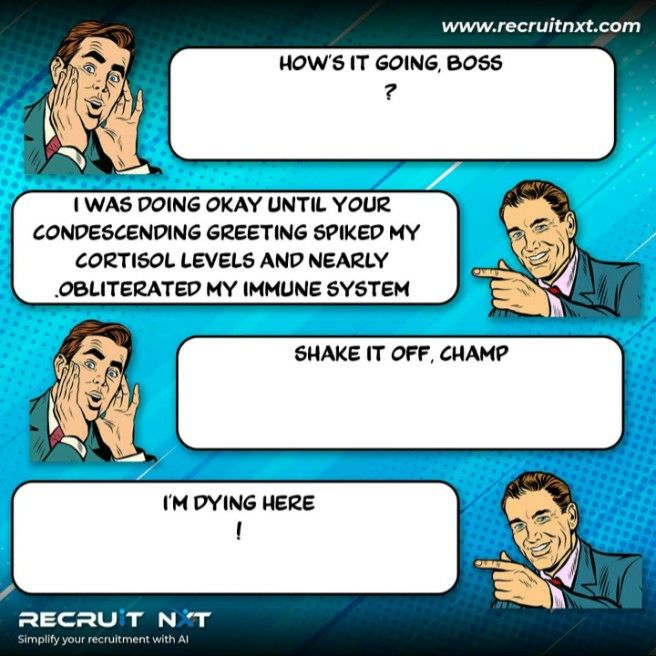 www.recruitnxt.com
HOW'S IT GOING, BOSS
?
I WAS DOING OKAY UNTIL YOUR
CONDESCENDING GREETING SPIKED MY
CORTISOL LEVELS AND NEARLY
.OBLITERATED MY IMMUNE SYSTEM
SHAKE IT OFF, CHAMP
I'M DYING HERE
!
RECRUIT NXT
Simplify your recruitment with AI